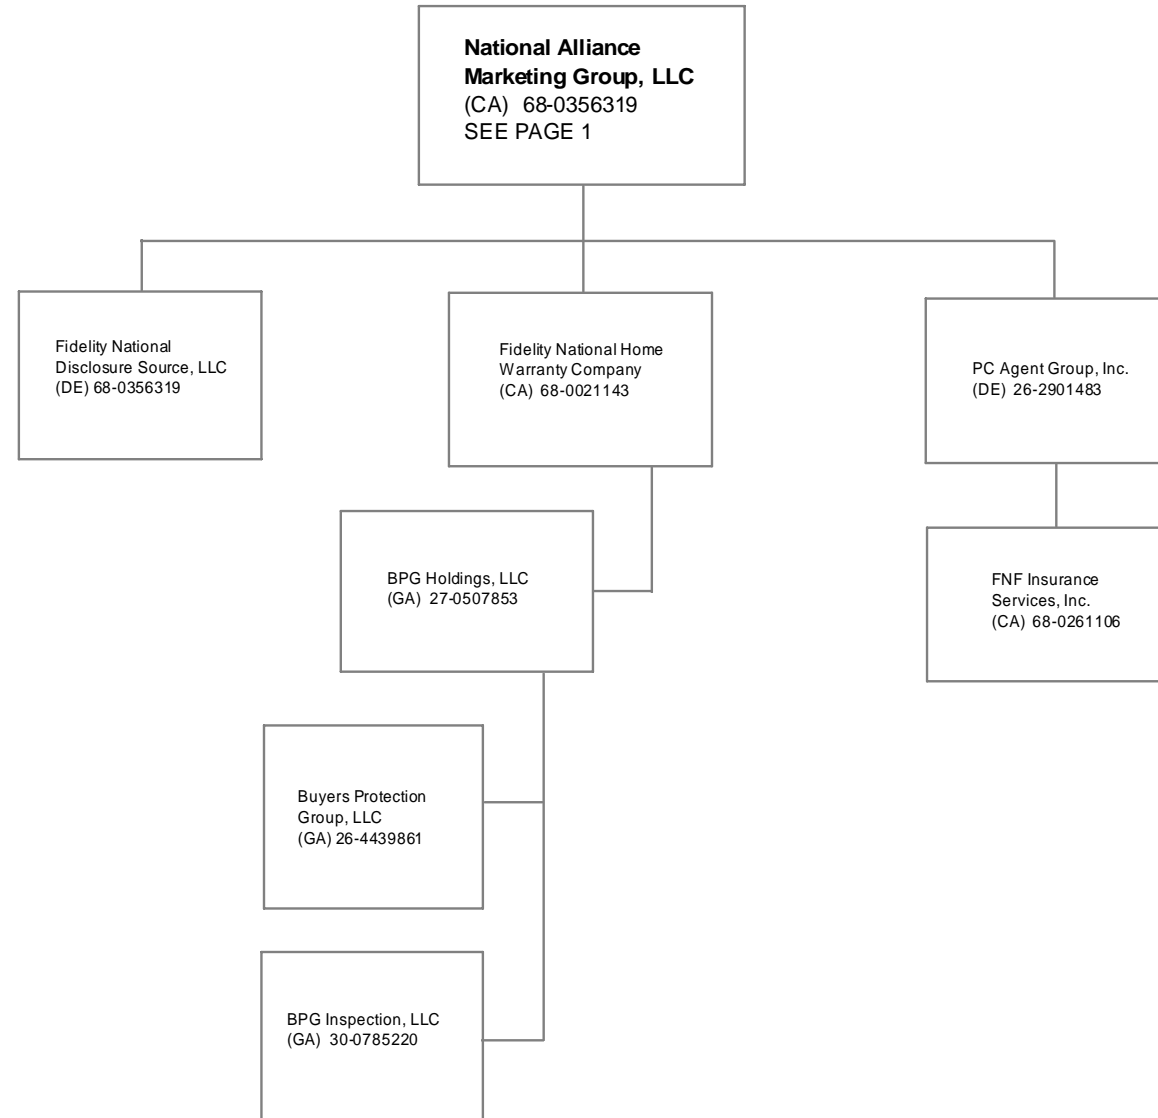 National Alliance
Marketing Group, LLC
(CA) 68-0356319
SEE PAGE 1
Fidelity National
Disclosure Source, LLC
(DE) 68-0356319
Fidelity National Home
Warranty Company
(CA) 68-0021143
PC Agent Group, Inc.
(DE) 26-2901483
BPG Holdings, LLC
(GA) 27-0507853
FNF Insurance
Services, Inc.
(CA) 68-0261106
Buyers Protection
Group, LLC
(GA) 26-4439861
BPG Inspection, LLC
(GA) 30-0785220